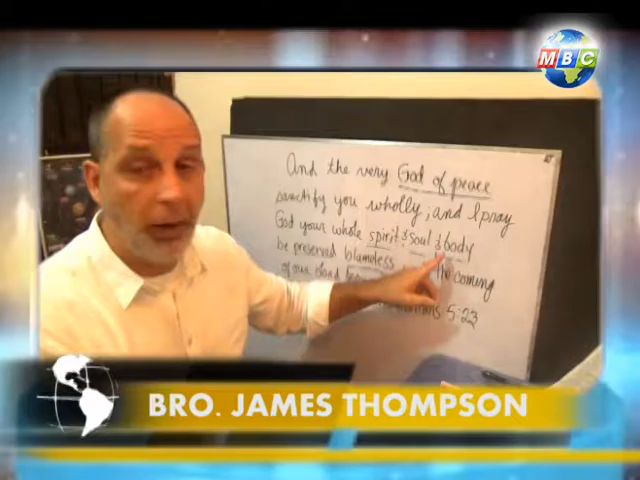 MBC
And the very God of peace
sanctify you wholly; and I pray
God your whole spirit & soul & body
be preserved blameless the coming
of our Lord
5:23
BRO. JAMES THOMPSON